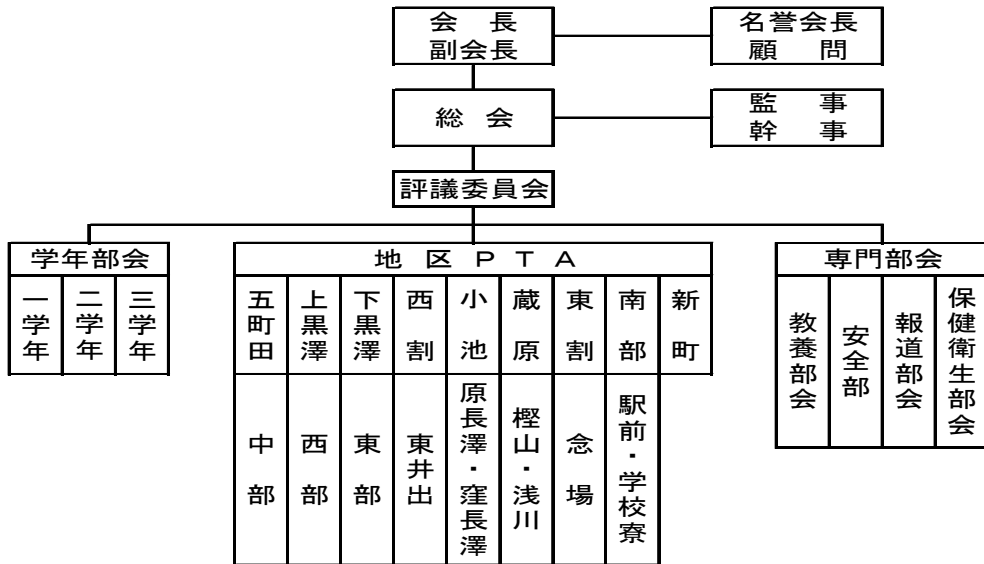 会　長
副会長
名誉会長
顧　問
総　会
監　事
幹　事
評議委員会
学年部会
一学年
二学年
三学年
地　区　P　T　A
五町田
上黒澤
下黒澤
西割
小池
蔵原
東割
南部
新町
中部
西部
東部
東井出
原長澤・窪長澤
樫山・浅川
念場
駅前・学校寮
専門部会
教養部会
安全部
報道部会
保健衛生部会